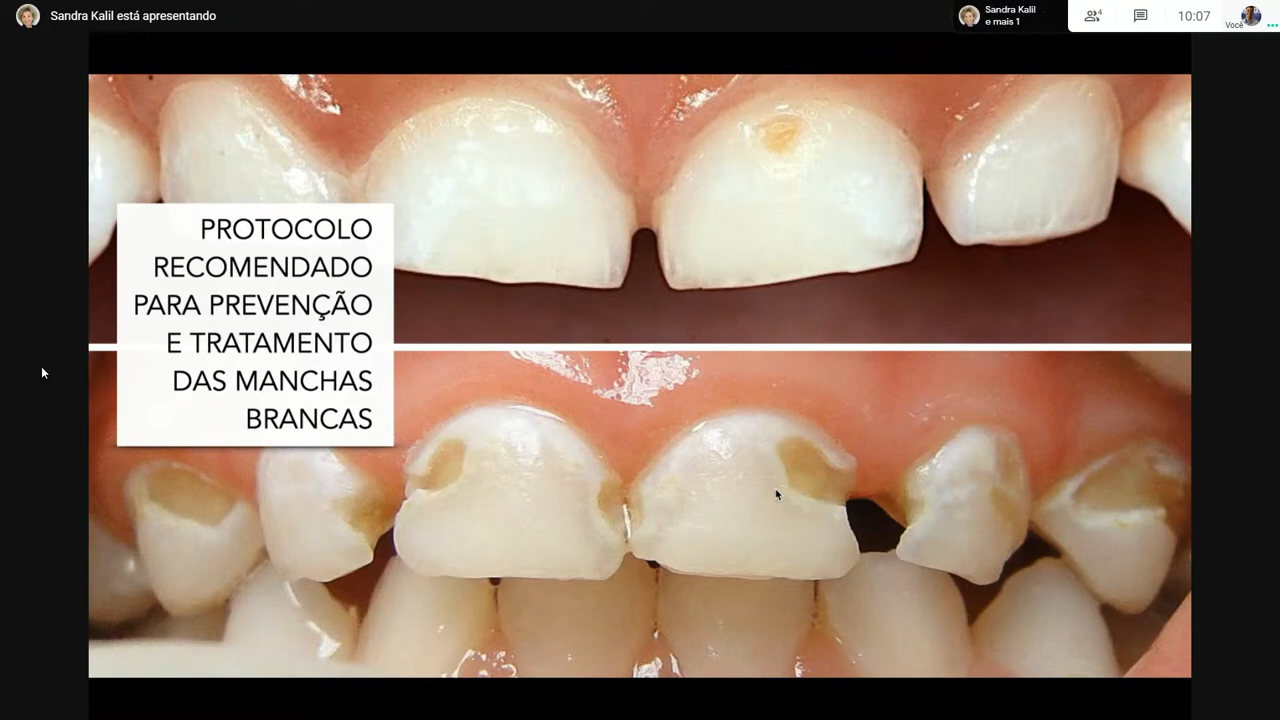 Sandra Kalil está apresentando
Sandra Kalil
e mais 1
4
10:07
Você
PROTOCOLO
RECOMENDADO
PARA PREVENÇÃO
E TRATAMENTO
DAS MANCHAS
BRANCAS